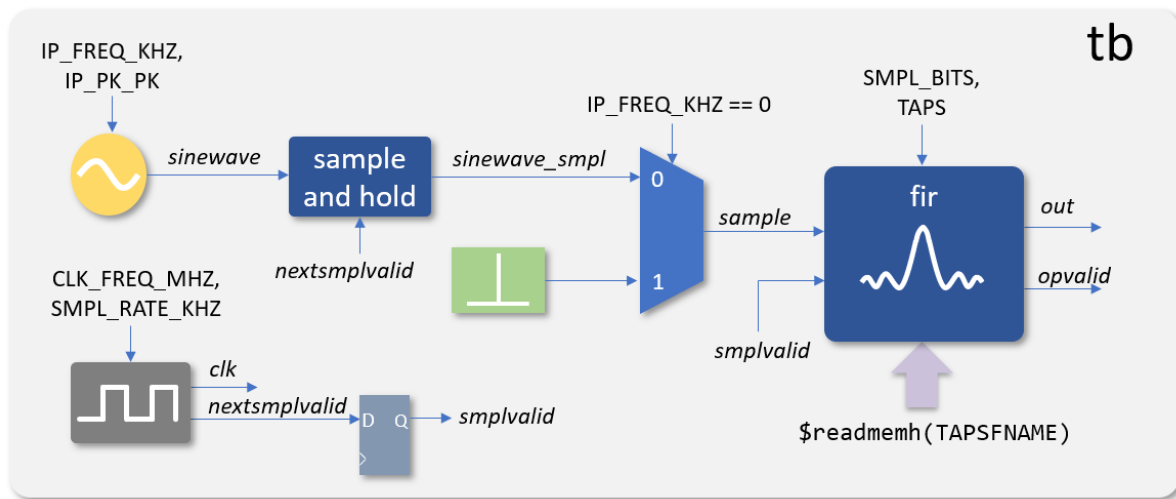 tb
IP_FREQ_KHZ,
IP_PK_PK
sinewave
sample
and hold
nextsmplvalid
sinewave_smpl
IP_FREQ_KHZ == 0
0
1
sample
SMPL_BITS,
TAPS
fir
out
opvalid
smplvalid
$readmemh(TAPSFNAME)
CLK_FREQ_MHZ,
SMPL_RATE_KHZ
clk
nextsmplvalid
D Q
smplvalid